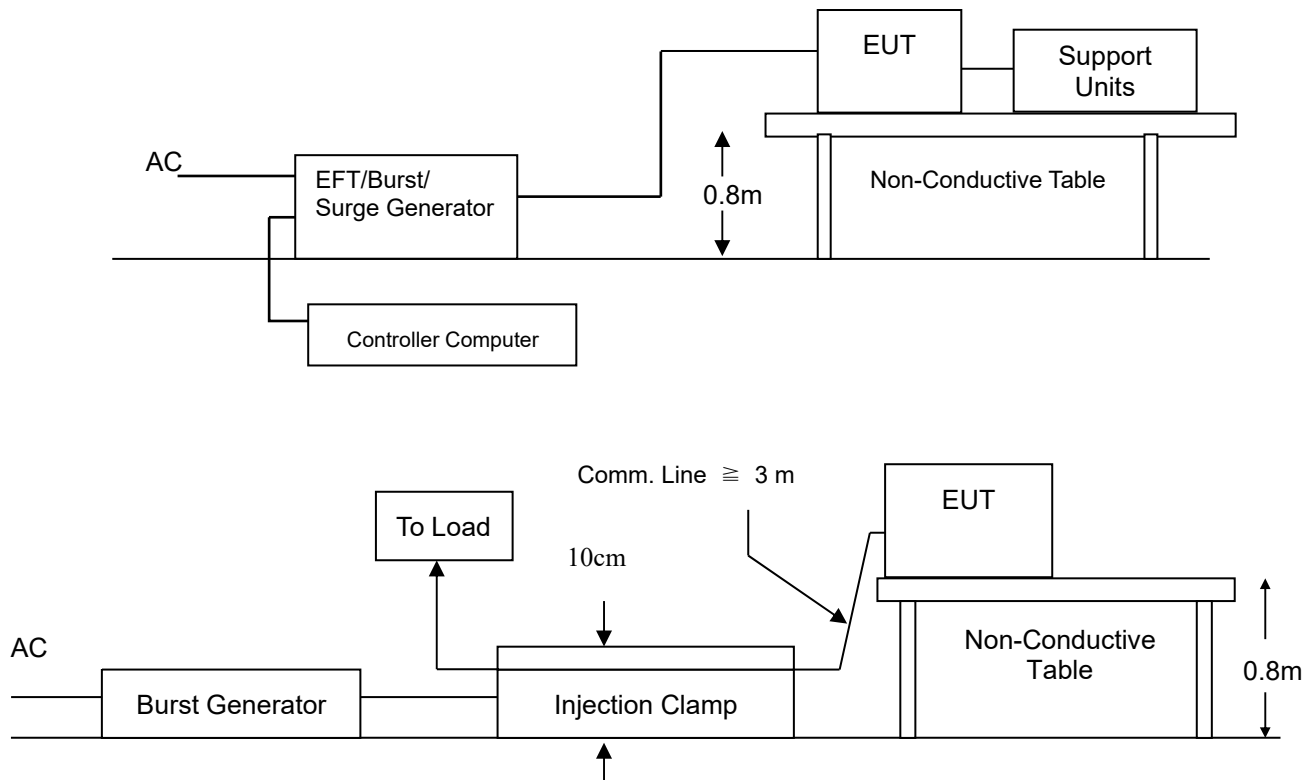 EUT
Support
Units
AC
EFT/Burst/
Surge Generator
0.8m
Non-Conductive Table
Controller Computer
Comm. Line ≧ 3 m
EUT
To Load
10cm
AC
Non-Conductive
Table
0.8m
Burst Generator
Injection Clamp